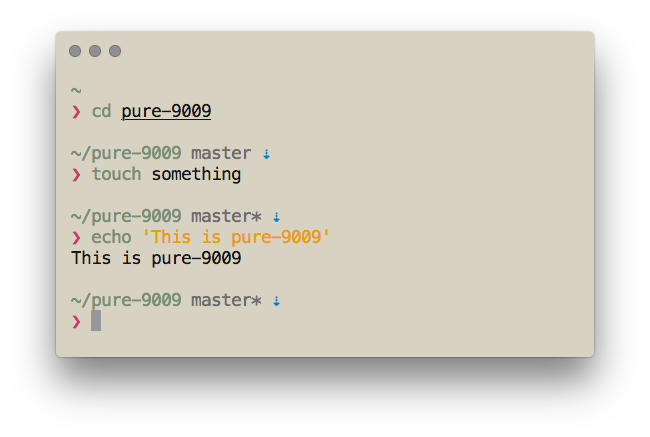 ~
❯ cd pure-9009
~/pure-9009 master ⇣
❯ touch something
~/pure-9009 master* ⇣
❯ echo 'This is pure-9009'
This is pure-9009
~/pure-9009 master* ⇣
❯